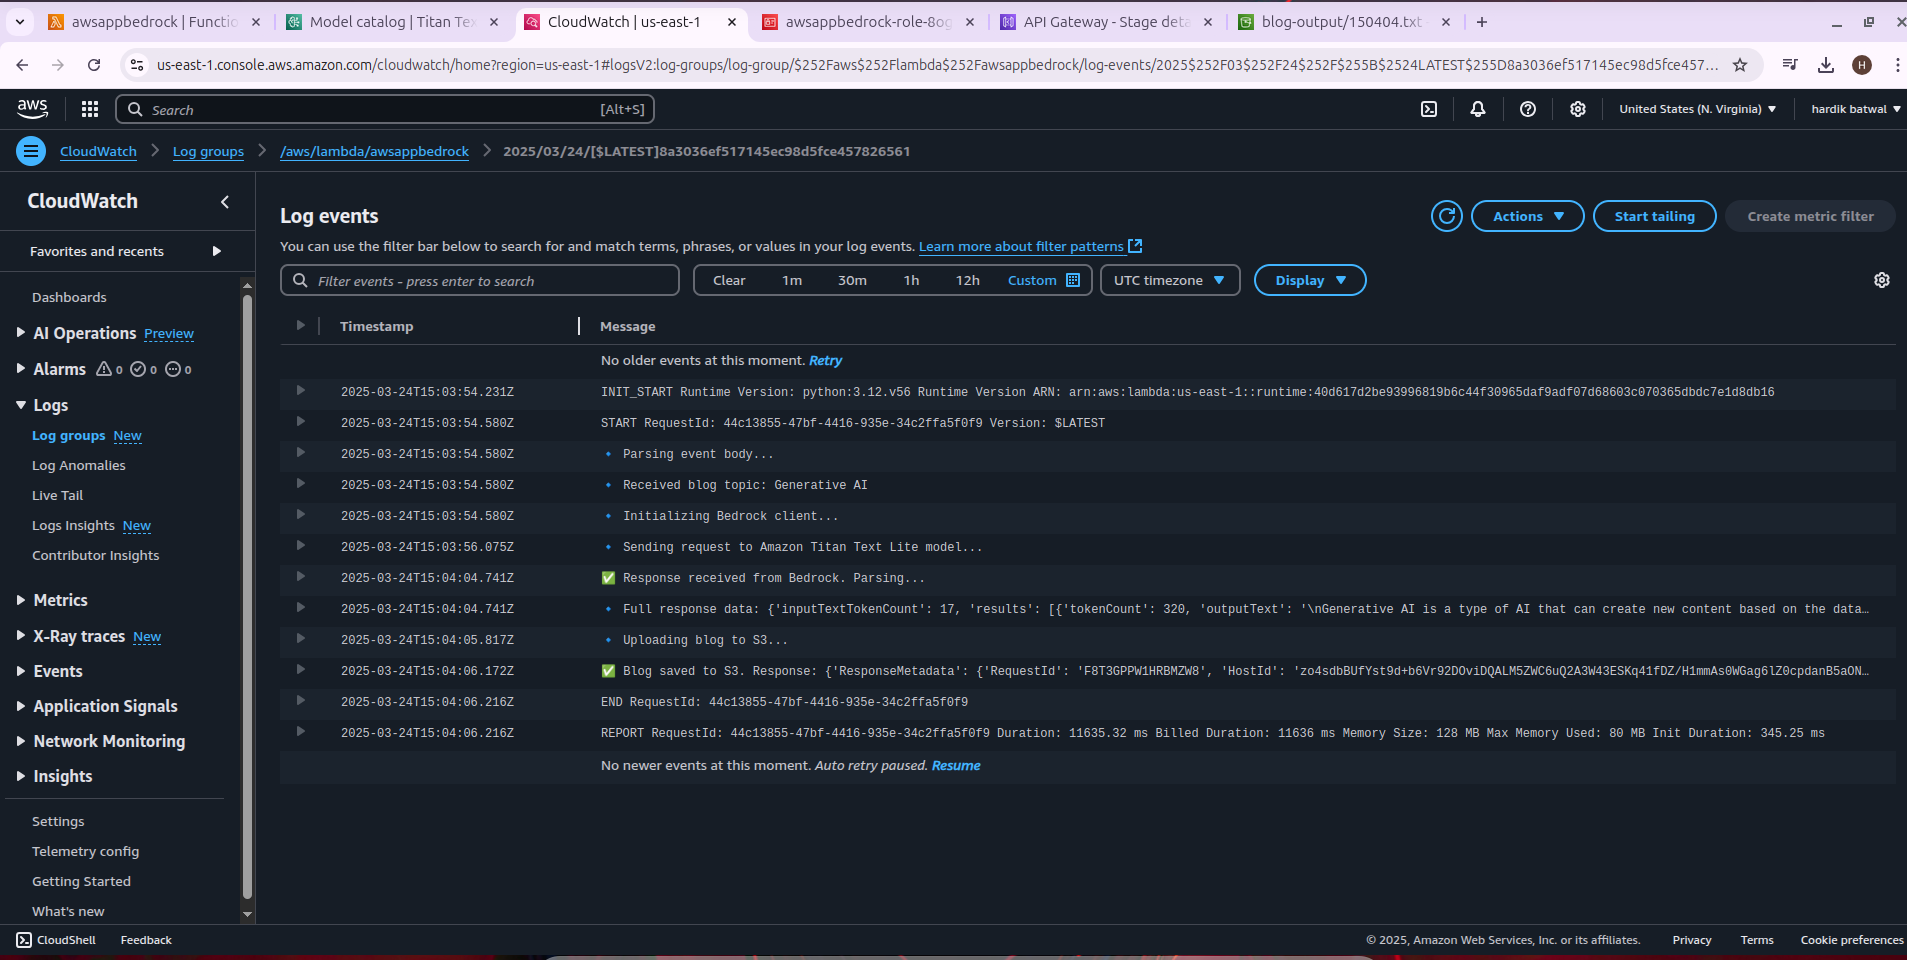 awsappbedrock | Functio
Model catalog | Titan Tex
CloudWatch | us-east-1
awsappbedrock-role-8og
API Gateway - Stage deta
blog-output/150404.txt
us-east-1.console.aws.amazon.com/cloudwatch/home?region=us-east-1#logsV2:log-groups/log-group/$252Faws$252Flambda$252Fawsappbedrock/log-events/2025$252F03$252F24$252F$255B$2524LATEST$255D8a3036ef517145ec98d5fce457...
H
aws
Search
[Alt+S]
United States (N. Virginia)
hardik batwal
CloudWatch
Log groups
/aws/lambda/awsappbedrock
2025/03/24/[$LATEST]8a3036ef517145ec98d5fce457826561
CloudWatch
Favorites and recents
Dashboards
AI Operations Preview
Alarms 0 0 0
Logs
Log groups New
Log Anomalies
Live Tail
Logs Insights New
Contributor Insights
Metrics
X-Ray traces New
Events
Application Signals
Network Monitoring
Insights
Settings
Telemetry config
Getting Started
What's new
Log events
Actions
Start tailing
Create metric filter
You can use the filter bar below to search for and match terms, phrases, or values in your log events. Learn more about filter patterns
Filter events - press enter to search
Clear 1m 30m 1h 12h Custom
UTC timezone
Display
Timestamp Message
No older events at this moment. Retry
2025-03-24T15:03:54.231Z INIT_START Runtime Version: python:3.12.v56 Runtime Version ARN: arn:aws:lambda:us-east-1::runtime:40d617d2be93996819b6c44f30965daf9adf07d68603c070365dbdc7e1d8db16
2025-03-24T15:03:54.580Z START RequestId: 44c13855-47bf-4416-935e-34c2ffa5f0f9 Version: $LATEST
2025-03-24T15:03:54.580Z 🔹 Parsing event body...
2025-03-24T15:03:54.580Z 🔹 Received blog topic: Generative AI
2025-03-24T15:03:54.580Z 🔹 Initializing Bedrock client...
2025-03-24T15:03:56.075Z 🔹 Sending request to Amazon Titan Text Lite model...
2025-03-24T15:04:04.741Z ✅ Response received from Bedrock. Parsing...
2025-03-24T15:04:04.741Z 🔹 Full response data: {'inputTextTokenCount': 17, 'results': [{'tokenCount': 320, 'outputText': '\nGenerative AI is a type of AI that can create new content based on the data…
2025-03-24T15:04:05.817Z 🔹 Uploading blog to S3...
2025-03-24T15:04:06.172Z ✅ Blog saved to S3. Response: {'ResponseMetadata': {'RequestId': 'F8T3GPPW1HRBMZW8', 'HostId': 'zo4sdbBUfYst9d+b6Vr92DOviDQALM5ZWC6uQ2A3W43ESKq41fDZ/H1mmAs0WGag6lZ0cpdanB5aON…
2025-03-24T15:04:06.216Z END RequestId: 44c13855-47bf-4416-935e-34c2ffa5f0f9
2025-03-24T15:04:06.216Z REPORT RequestId: 44c13855-47bf-4416-935e-34c2ffa5f0f9 Duration: 11635.32 ms Billed Duration: 11636 ms Memory Size: 128 MB Max Memory Used: 80 MB Init Duration: 345.25 ms
No newer events at this moment. Auto retry paused. Resume
CloudShell
Feedback
© 2025, Amazon Web Services, Inc. or its affiliates.
Privacy
Terms
Cookie preferences